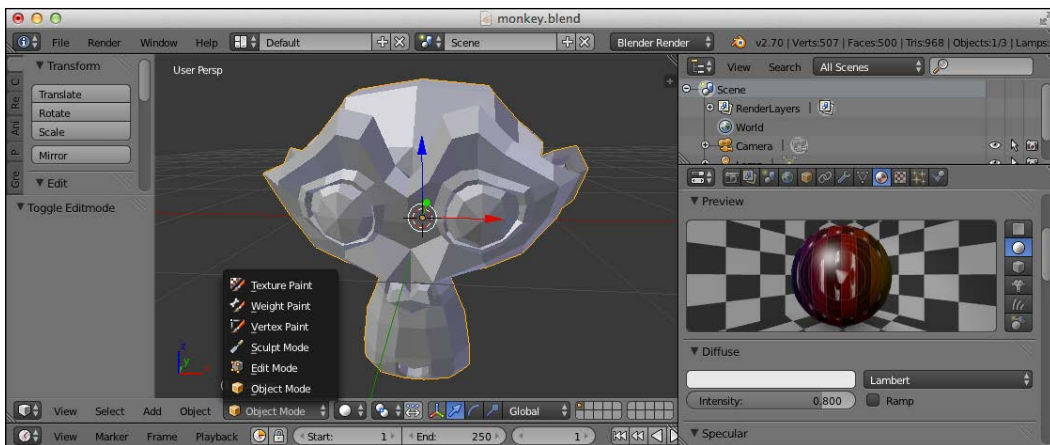 monkey.blend
File Render Window Help Default Scene Blender Render v2.70 | Verts:507 | Faces:500 | Tris:968 | Objects:1/3 | Lamps:
Transform
Translate
Rotate
Scale
Mirror
Edit
Toggle Editmode
C
Re
Ani
P
Gre
User Persp
z
y
Texture Paint
Weight Paint
Vertex Paint
Sculpt Mode
Edit Mode
Object Mode
View Select Add Object Object Mode Global
View Marker Frame Playback Start: 1 End: 250 1
View Search All Scenes
Scene
RenderLayers |
World
Camera |
Preview
Diffuse
Lambert
Intensity: 0.800 Ramp
Specular